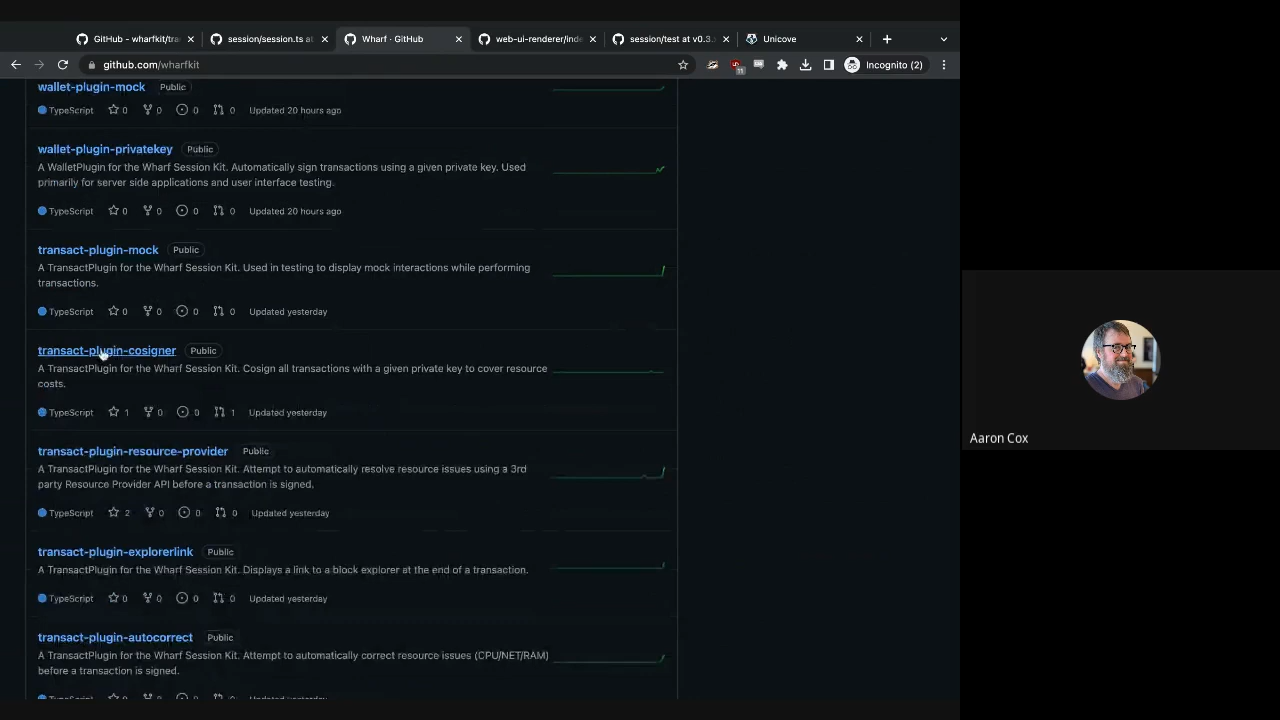 GitHub - wharfkit/tra
session/session.ts at
Wharf · GitHub
web-ui-renderer/inde
session/test at v0.3.
Unicove
github.com/wharfkit
11
Incognito (2)
wallet-plugin-mock Public
TypeScript 0 0 0 0 Updated 20 hours ago
wallet-plugin-privatekey Public
A WalletPlugin for the Wharf Session Kit. Automatically sign transactions using a given private key. Used
primarily for server side applications and user interface testing.
TypeScript 0 0 0 0 Updated 20 hours ago
transact-plugin-mock Public
A TransactPlugin for the Wharf Session Kit. Used in testing to display mock interactions while performing
transactions.
TypeScript 0 0 0 0 Updated yesterday
transact-plugin-cosigner Public
A TransactPlugin for the Wharf Session Kit. Cosign all transactions with a given private key to cover resource
costs.
TypeScript 1 0 0 1 Updated yesterday
transact-plugin-resource-provider Public
A TransactPlugin for the Wharf Session Kit. Attempt to automatically resolve resource issues using a 3rd
party Resource Provider API before a transaction is signed.
TypeScript 2 0 0 0 Updated yesterday
transact-plugin-explorerlink Public
A TransactPlugin for the Wharf Session Kit. Displays a link to a block explorer at the end of a transaction.
TypeScript 0 0 0 0 Updated yesterday
transact-plugin-autocorrect Public
A TransactPlugin for the Wharf Session Kit. Attempt to automatically correct resource issues (CPU/NET/RAM)
before a transaction is signed.
Aaron Cox